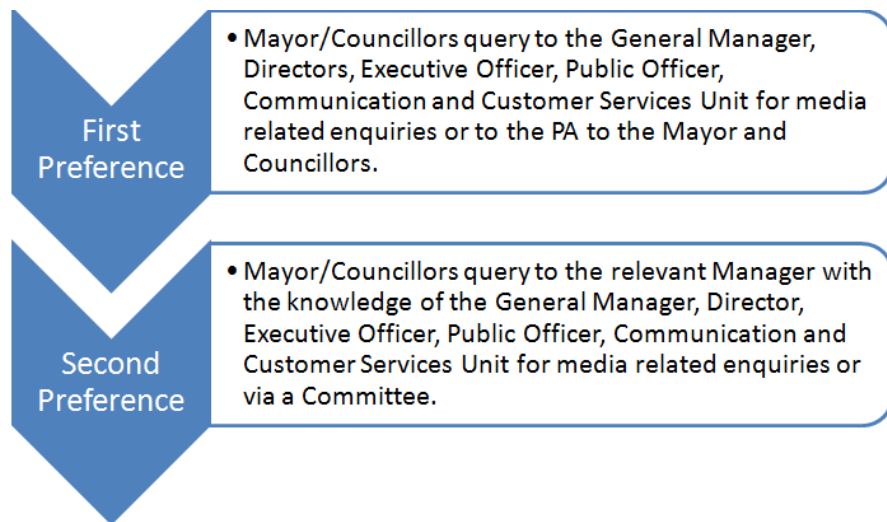 First
Preference
• Mayor/Councillors query to the General Manager,
Directors, Executive Officer, Public Officer,
Communication and Customer Services Unit for media
related enquiries or to the PA to the Mayor and
Councillors.
Second
Preference
• Mayor/Councillors query to the relevant Manager with
the knowledge of the General Manager, Director,
Executive Officer, Public Officer, Communication and
Customer Services Unit for media related enquiries or
via a Committee.